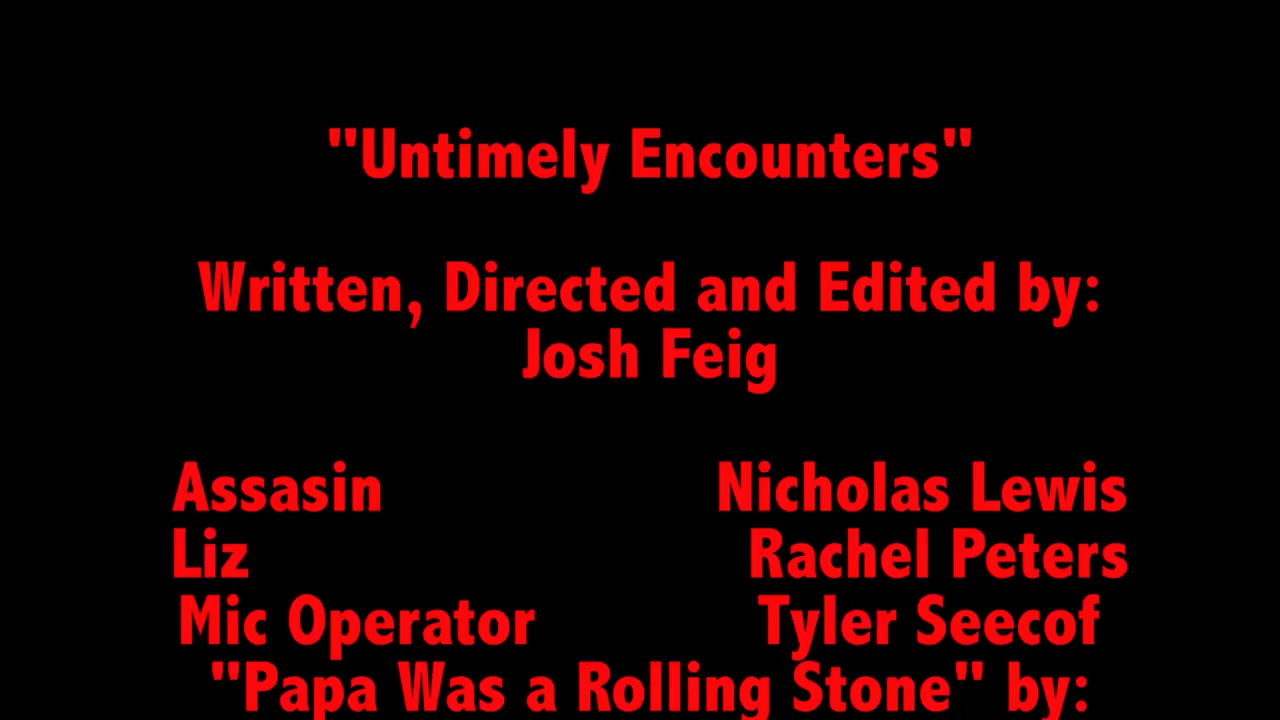 "Untimely Encounters"
Written, Directed and Edited by:
Josh Feig
Assasin Nicholas Lewis
Liz Rachel Peters
Mic Operator Tyler Seecof
"Papa Was a Rolling Stone" by: